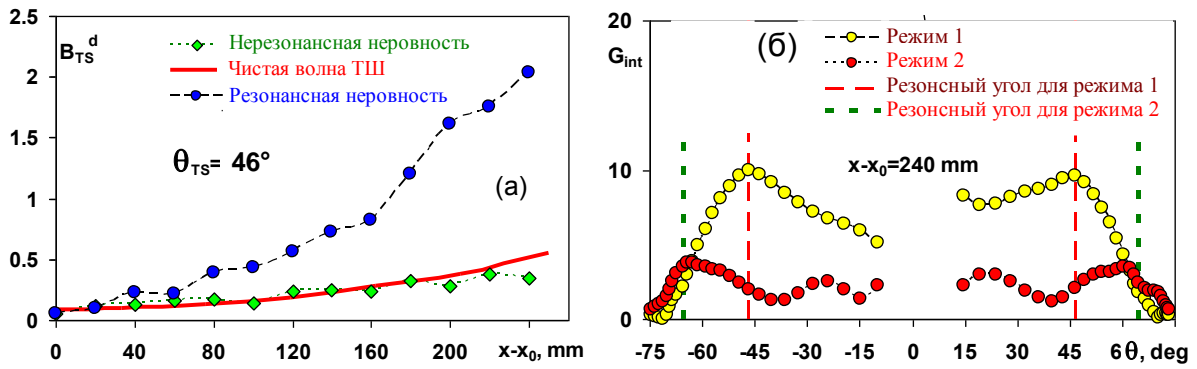 2.5
2
1.5
1
0.5
0
B_TS^d
Нерезонансная неровность
Чистая волна ТШ
Резонансная неровность
θ_TS= 46°
(а)
0 40 80 120 160 200 x-x₀, mm
20
10
0
G_int
(б)
Режим 1
Режим 2
Резонсный угол для режима 1
Резонсный угол для режима 2
x-x₀=240 mm
-75 -60 -45 -30 -15 0 15 30 45 6θ, deg